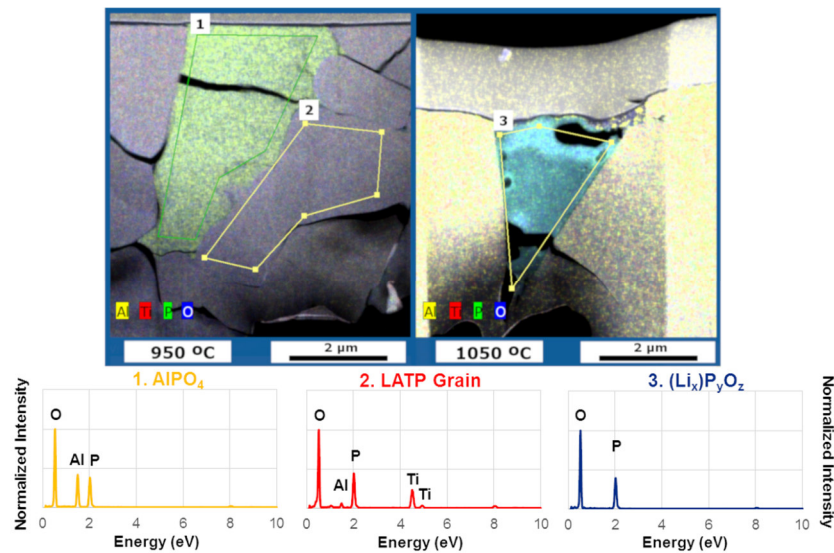 1
2
3
Al Ti P O
Al Ti P O
950 ºC
2 µm
1050 ºC
2 µm
1. AlPO₄
2. LATP Grain
3. (Liₓ)PᵧO𝓏
Normalized Intensity
O
Al P
0 2 4 6 8 10
Energy (eV)
O
Al
P
Ti
Ti
0 2 4 6 8 10
Energy (eV)
O
P
0 2 4 6 8 10
Energy (eV)
Normalized Intensity